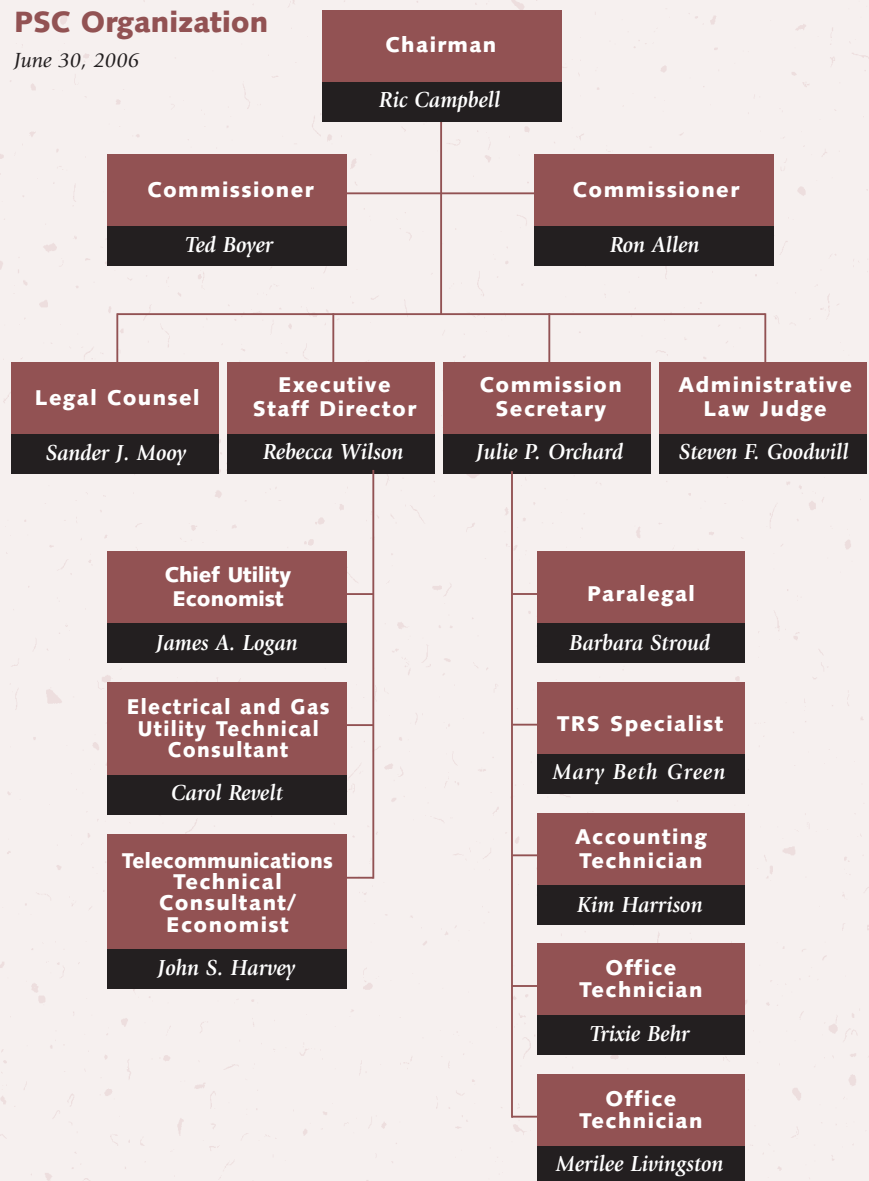 PSC Organization
June 30, 2006
Chairman
Ric Campbell
Commissioner
Ted Boyer
Commissioner
Ron Allen
Legal Counsel
Sander J. Mooy
Executive
Staff Director
Rebecca Wilson
Commission
Secretary
Julie P. Orchard
Administrative
Law Judge
Steven F. Goodwill
Chief Utility
Economist
James A. Logan
Electrical and Gas
Utility Technical
Consultant
Carol Revelt
Telecommunications
Technical
Consultant/
Economist
John S. Harvey
Paralegal
Barbara Stroud
TRS Specialist
Mary Beth Green
Accounting
Technician
Kim Harrison
Office
Technician
Trixie Behr
Office
Technician
Merilee Livingston